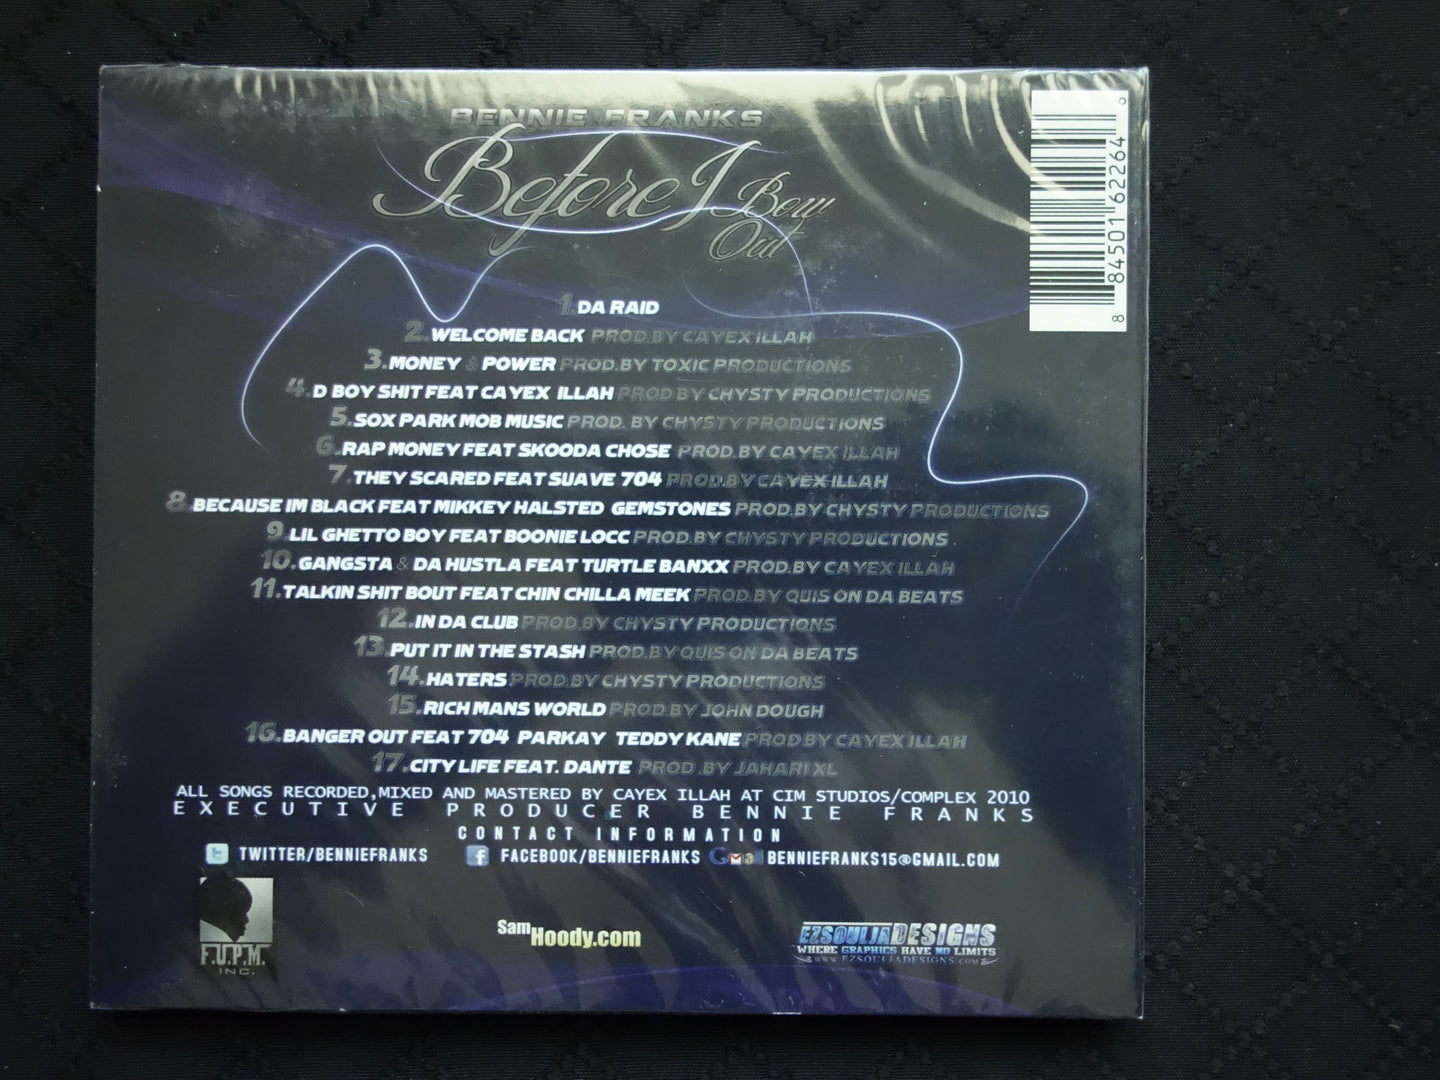 BENNIE FRANKS
Before I Bow Out
1.DA RAID
2.WELCOME BACK PROD.BY CAYEX ILLAH
3.MONEY & POWER PROD.BY TOXIC PRODUCTIONS
4.D BOY SHIT FEAT CAYEX ILLAH PROD BY CHYSTY PRODUCTIONS
5.SOX PARK MOB MUSIC PROD. BY CHYSTY PRODUCTIONS
6.RAP MONEY FEAT SKOODA CHOSE PROD.BY CAYEX ILLAH
7.THEY SCARED FEAT SUAVE 704 PROD.BY CAYEX ILLAH
8.BECAUSE IM BLACK FEAT MIKKEY HALSTED GEMSTONES PROD.BY CHYSTY PRODUCTIONS
9.LIL GHETTO BOY FEAT BOONIE LOCC PROD.BY CHYSTY PRODUCTIONS
10.GANGSTA & DA HUSTLA FEAT TURTLE BANXX PROD.BY CAYEX ILLAH
11.TALKIN SHIT BOUT FEAT CHIN CHILLA MEEK PROD.BY QUIS ON DA BEATS
12.IN DA CLUB PROD.BY CHYSTY PRODUCTIONS
13.PUT IT IN THE STASH PROD.BY QUIS ON DA BEATS
14.HATERS PROD.BY CHYSTY PRODUCTIONS
15.RICH MANS WORLD PROD.BY JOHN DOUGH
16.BANGER OUT FEAT 704 PARKAY TEDDY KANE PROD BY CAYEX ILLAH
17.CITY LIFE FEAT. DANTE PROD .BY JAHARI XL
ALL SONGS RECORDED,MIXED AND MASTERED BY CAYEX ILLAH AT CIM STUDIOS/COMPLEX 2010
EXECUTIVE PRODUCER BENNIE FRANKS
CONTACT INFORMATION
TWITTER/BENNIEFRANKS FACEBOOK/BENNIEFRANKS Gmail BENNIEFRANKS15@GMAIL.COM
F.U.P.M.
INC.
SamHoody.com
EZSOULJADESIGNS
WHERE GRAPHICS HAVE NO LIMITS
WWW.EZSOULJADESIGNS.COM
8 84501 62264 6